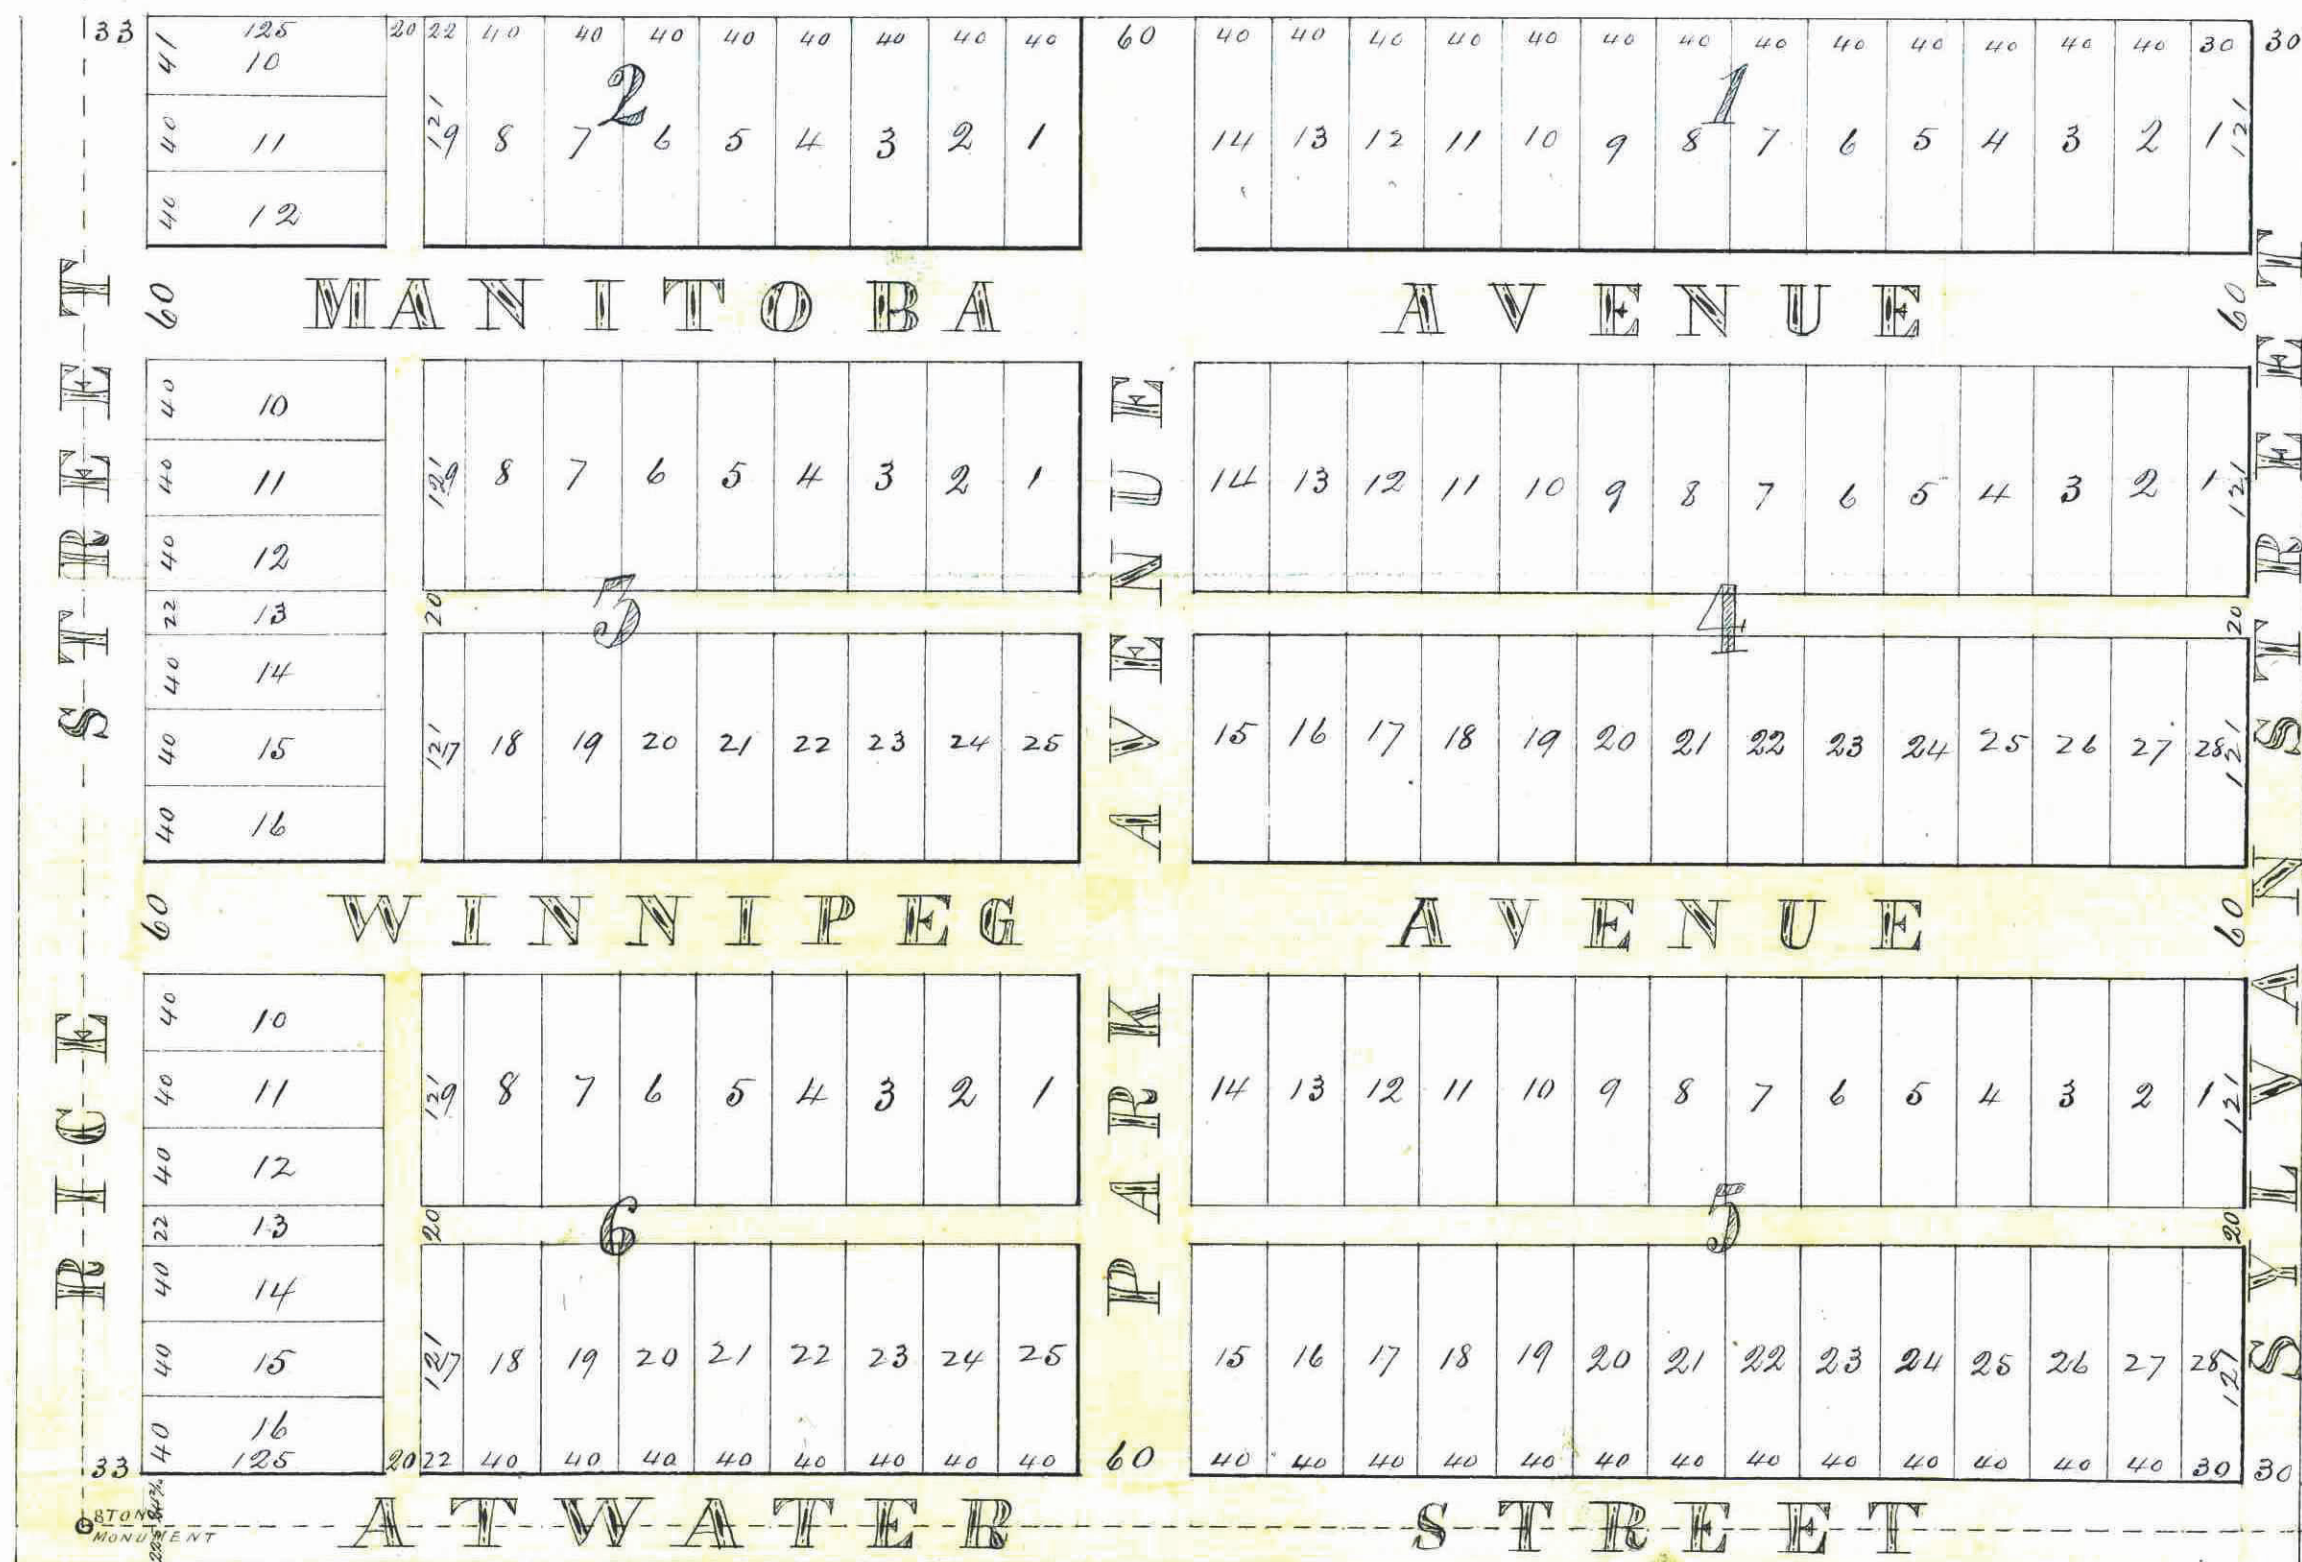 33 41 125 20 22 40 40 40 40 40 40 40 40 60 40 40 40 40 40 40 40 40 40 40 40 40 40 30 30
10
2 1
40 11 121 9 8 7 6 5 4 3 2 1 14 13 12 11 10 9 8 7 6 5 4 3 2 1 121
40 12
60 MANITOBA AVENUE 60
40 10
40 11 121 9 8 7 6 5 4 3 2 1 14 13 12 11 10 9 8 7 6 5 4 3 2 1 121
40 12
22 13 20 3 4 20
40 14
40 15 121 17 18 19 20 21 22 23 24 25 15 16 17 18 19 20 21 22 23 24 25 26 27 28 121
40 16
60 WINNIPEG AVENUE 60
40 10
40 11 121 9 8 7 6 5 4 3 2 1 14 13 12 11 10 9 8 7 6 5 4 3 2 1 121
40 12
22 13 20 6 5 20
40 14
40 15 121 17 18 19 20 21 22 23 24 25 15 16 17 18 19 20 21 22 23 24 25 26 27 28 121
40 16
33 125 20 22 40 40 40 40 40 40 40 40 60 40 40 40 40 40 40 40 40 40 40 40 40 40 30 30
STONE
MONUMENT
ATWATER STREET
RICE STREET
PARK AVENUE
SYLVAN STREET